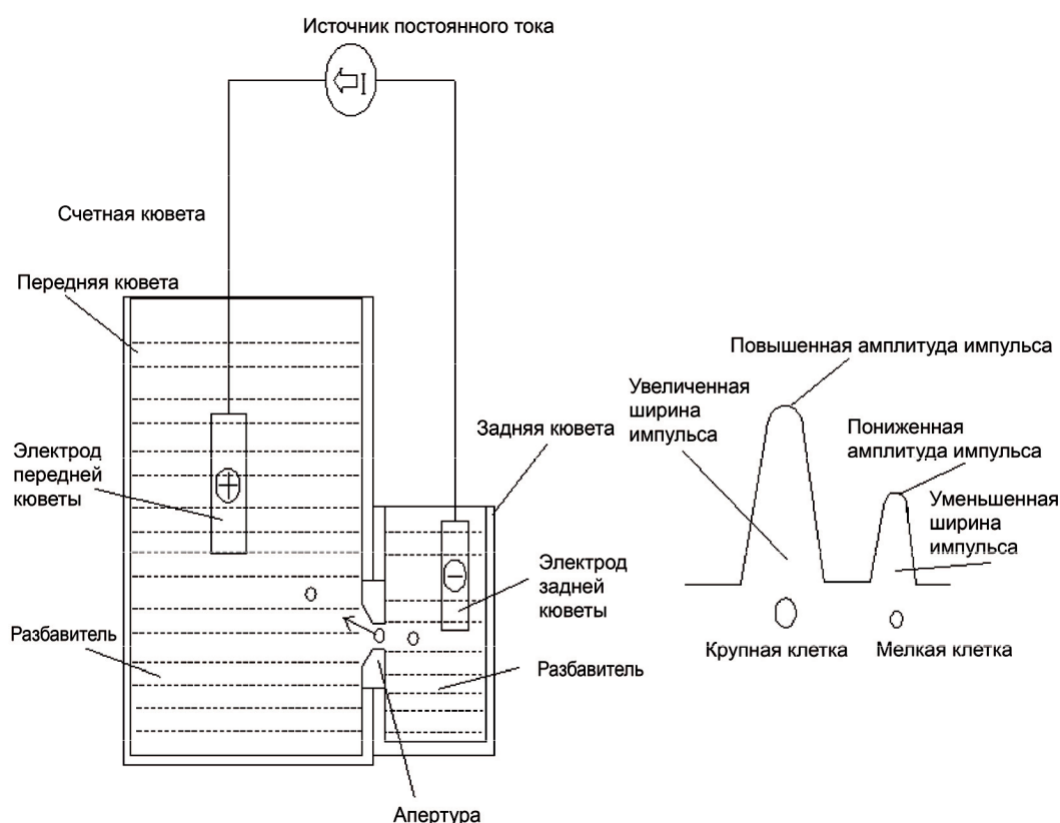 Источник постоянного тока
I
Счетная кювета
Передняя кювета
Электрод
передней
кюветы
+
Разбавитель
Задняя кювета
−
Электрод
задней
кюветы
Разбавитель
Апертура
Повышенная амплитуда импульса
Увеличенная
ширина
импульса
Пониженная
амплитуда импульса
Уменьшенная
ширина
импульса
Крупная клетка
Мелкая клетка